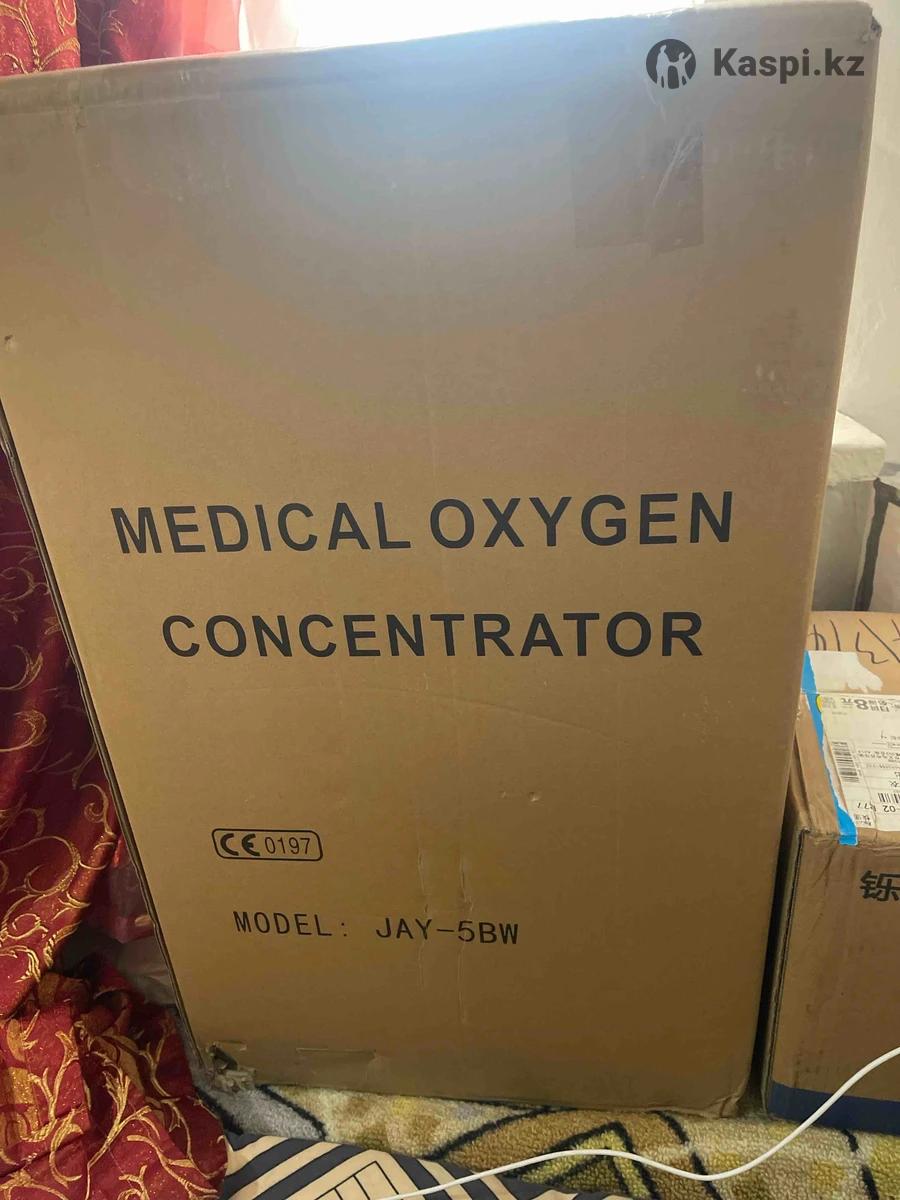 Kaspi.kz
MEDICAL OXYGEN
CONCENTRATOR
CE 0197
MODEL: JAY-5BW